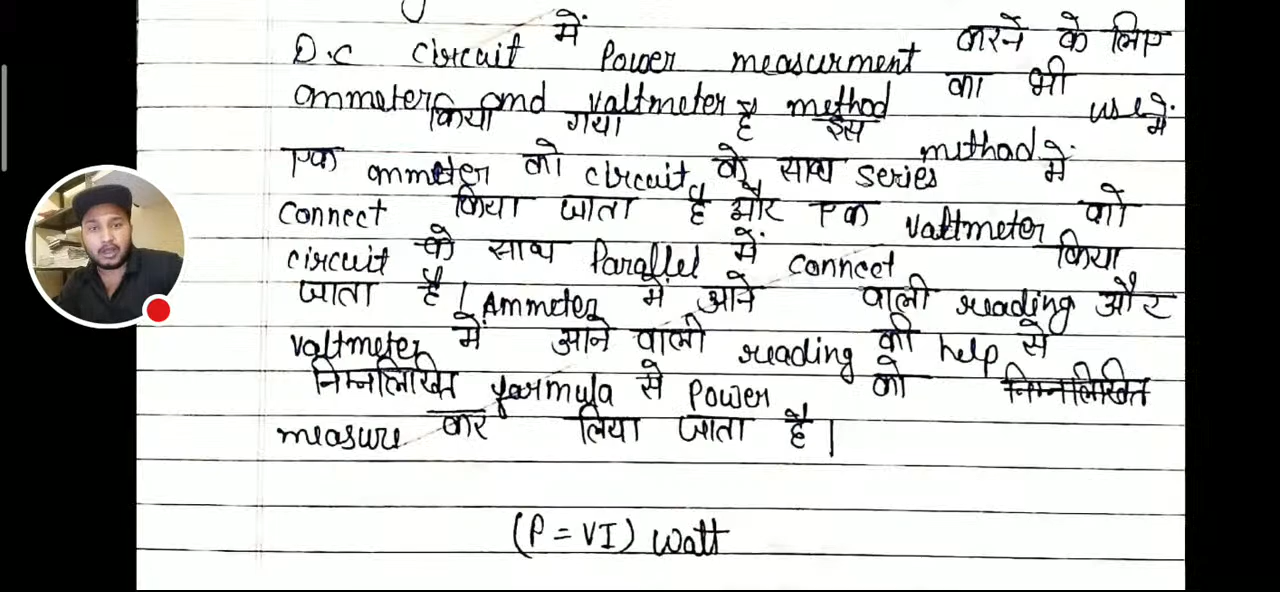 D.C circuit में Power measurment करने के लिए
ammeter and valtmeter method का भी use में
किया गया है इस method में
एक ammeter को circuit के साथ series
connect किया जाता है और एक valtmeter को
circuit के साथ Parallel में connect किया
जाता है। Ammeter में आने वाली reading और
valtmeter में आने वाली reading की help से
निम्नलिखित formula से Power को निम्नलिखित
measure कर लिया जाता है।
(P = VI) Watt